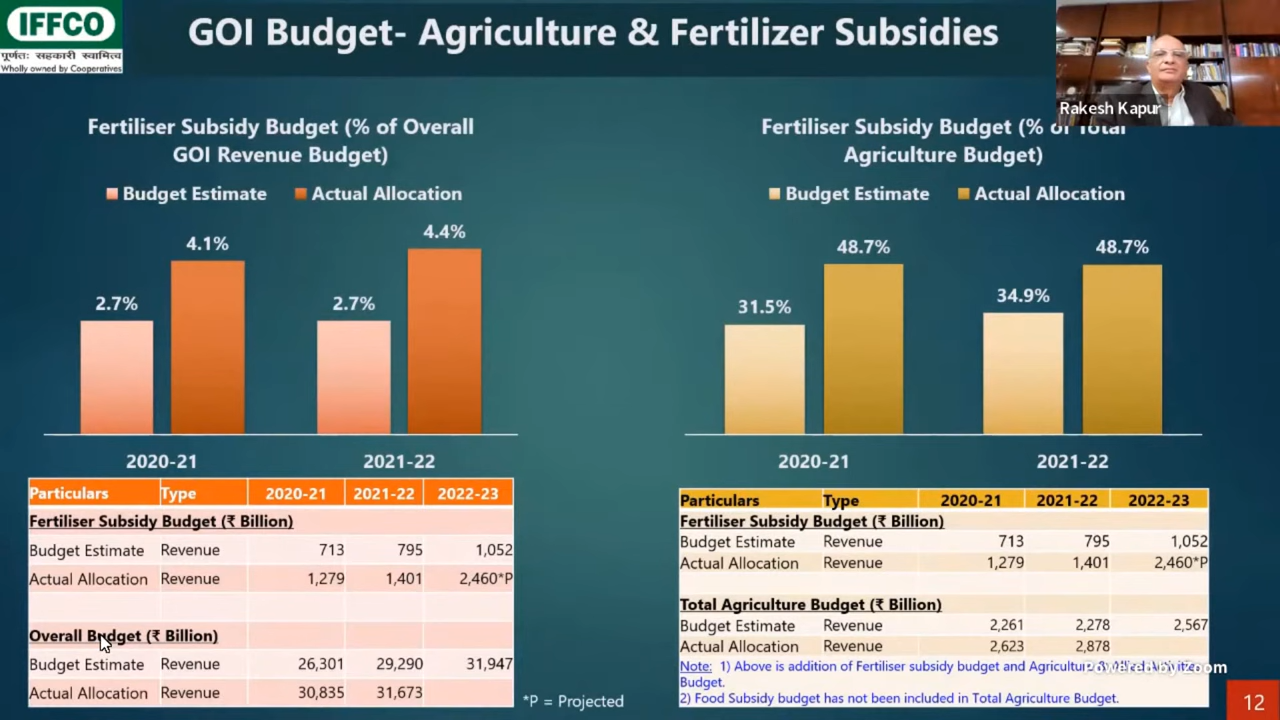 IFFCO
पूर्णतः सहकारी स्वामित्व
Wholly owned by Cooperatives
GOI Budget- Agriculture & Fertilizer Subsidies
Rakesh Kapur
Fertiliser Subsidy Budget (% of Overall
GOI Revenue Budget)
Budget Estimate Actual Allocation
2.7% 4.1% 2.7% 4.4%
2020-21 2021-22
Particulars Type 2020-21 2021-22 2022-23
Fertiliser Subsidy Budget (₹ Billion)
Budget Estimate Revenue 713 795 1,052
Actual Allocation Revenue 1,279 1,401 2,460*P
Overall Budget (₹ Billion)
Budget Estimate Revenue 26,301 29,290 31,947
Actual Allocation Revenue 30,835 31,673
*P = Projected
Fertiliser Subsidy Budget (% of Total
Agriculture Budget)
Budget Estimate Actual Allocation
31.5% 48.7% 34.9% 48.7%
2020-21 2021-22
Particulars Type 2020-21 2021-22 2022-23
Fertiliser Subsidy Budget (₹ Billion)
Budget Estimate Revenue 713 795 1,052
Actual Allocation Revenue 1,279 1,401 2,460*P
Total Agriculture Budget (₹ Billion)
Budget Estimate Revenue 2,261 2,278 2,567
Actual Allocation Revenue 2,623 2,878
Note: 1) Above is addition of Fertiliser subsidy budget and
Budget.
2) Food Subsidy budget has not been included in Total Agriculture Budget.
Powered by Zoom
12